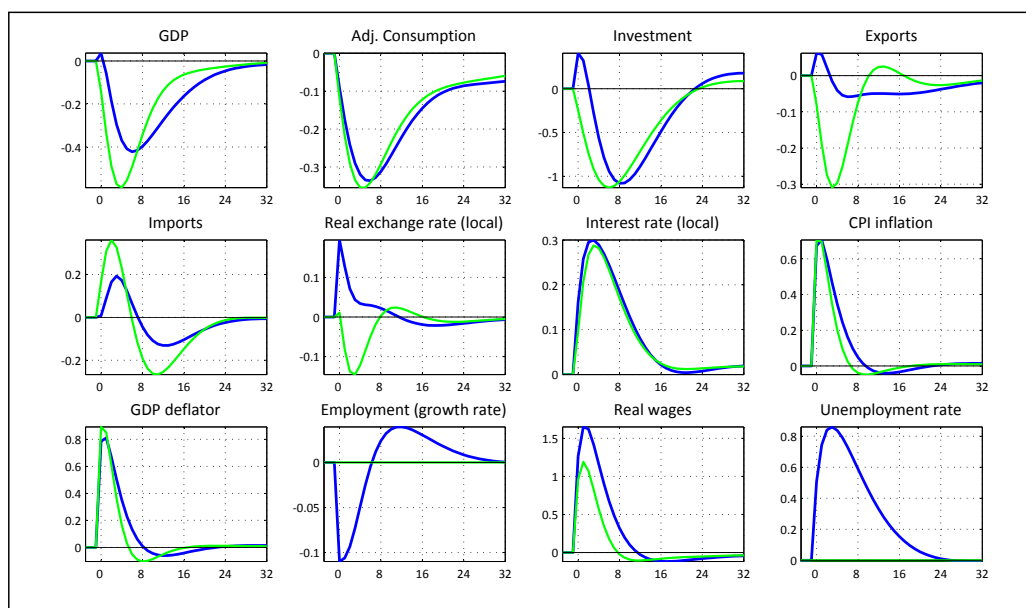 GDP
0
-0.2
-0.4
0 8 16 24 32
Adj. Consumption
0
-0.1
-0.2
-0.3
0 8 16 24 32
Investment
0
-0.5
-1
0 8 16 24 32
Exports
0
-0.1
-0.2
-0.3
0 8 16 24 32
Imports
0.2
0
-0.2
0 8 16 24 32
Real exchange rate (local)
0.1
0
-0.1
0 8 16 24 32
Interest rate (local)
0.3
0.2
0.1
0
0 8 16 24 32
CPI inflation
0.6
0.4
0.2
0
0 8 16 24 32
GDP deflator
0.8
0.6
0.4
0.2
0
0 8 16 24 32
Employment (growth rate)
0
-0.05
-0.1
0 8 16 24 32
Real wages
1.5
1
0.5
0
0 8 16 24 32
Unemployment rate
0.8
0.6
0.4
0.2
0
0 8 16 24 32